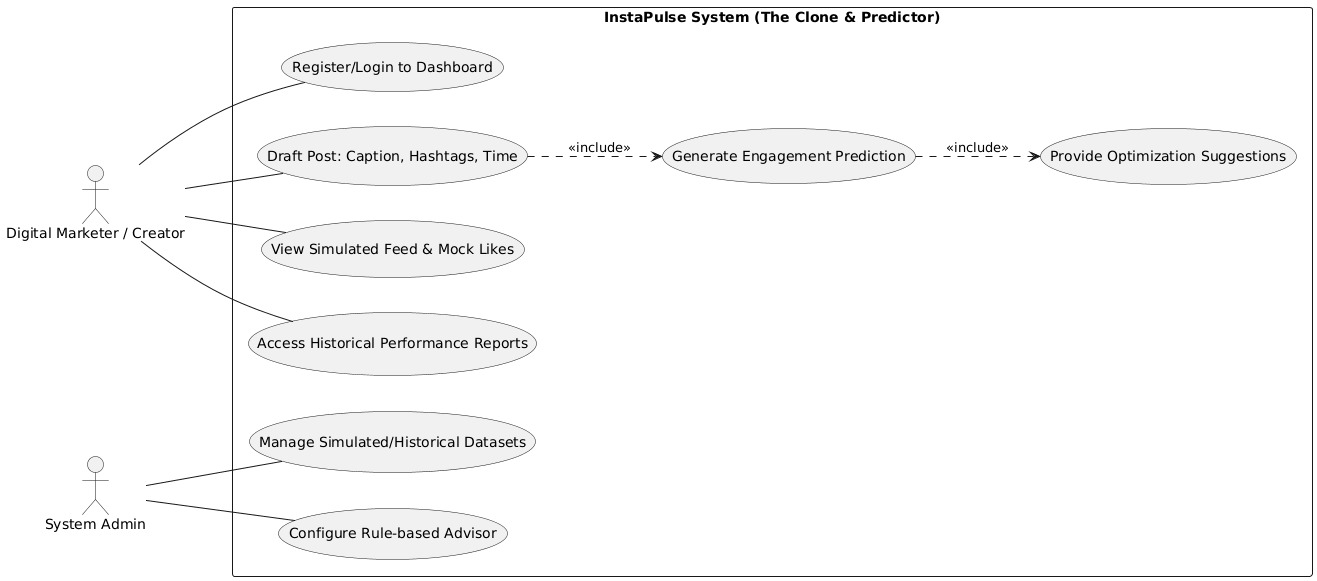 InstaPulse System (The Clone & Predictor)
Register/Login to Dashboard
Draft Post: Caption, Hashtags, Time
«include»
Generate Engagement Prediction
«include»
Provide Optimization Suggestions
Digital Marketer / Creator
View Simulated Feed & Mock Likes
Access Historical Performance Reports
Manage Simulated/Historical Datasets
System Admin
Configure Rule-based Advisor